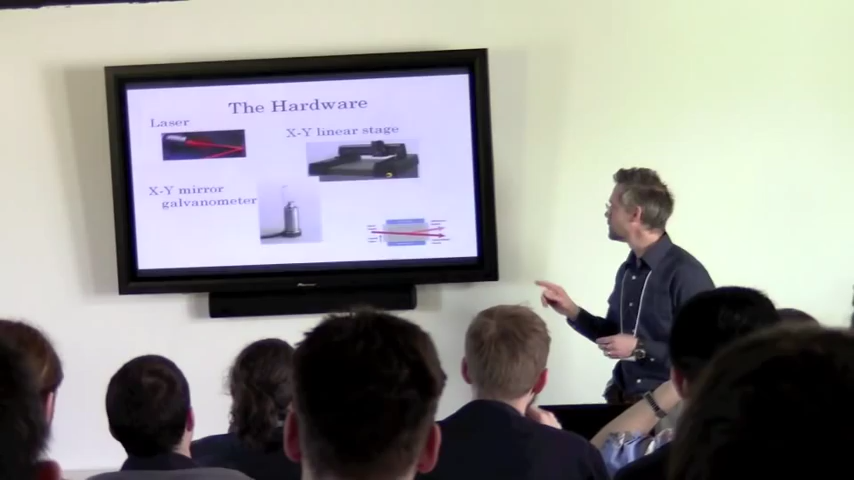 The Hardware
Laser
X-Y linear stage
X-Y mirror
galvanometer